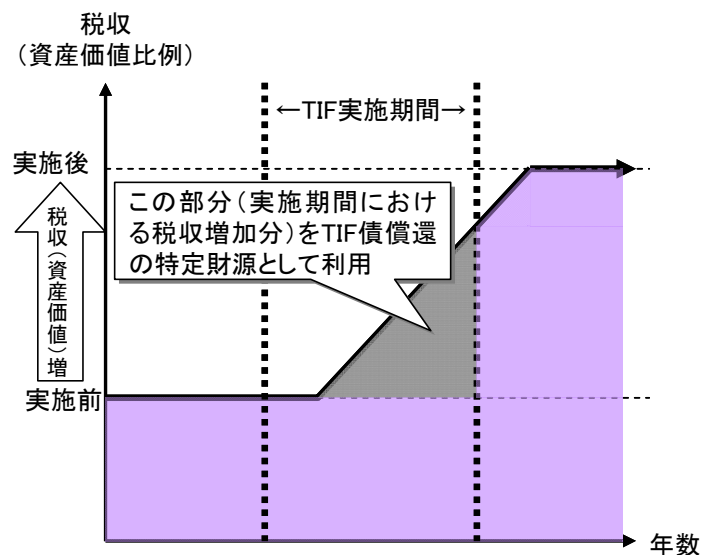 税収
（資産価値比例）
←TIF実施期間→
実施後
この部分（実施期間におけ
る税収増加分）をTIF債償還
の特定財源として利用
税収（資産価値）増
実施前
年数